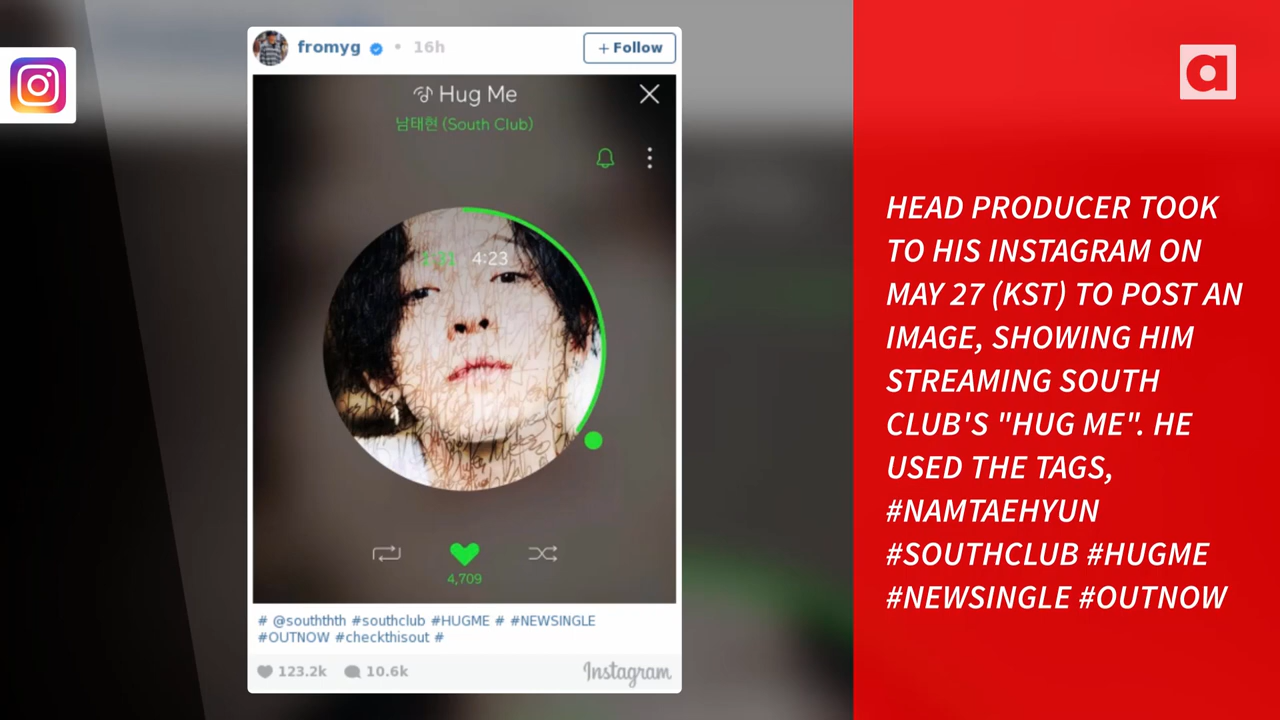 fromyg • 16h
+ Follow
Hug Me
남태현 (South Club)
4:23
4,709
# @souththth #southclub #HUGME # #NEWSINGLE
#OUTNOW #checkthisout #
123.2k 10.6k Instagram
a
HEAD PRODUCER TOOK
TO HIS INSTAGRAM ON
MAY 27 (KST) TO POST AN
IMAGE, SHOWING HIM
STREAMING SOUTH
CLUB'S "HUG ME". HE
USED THE TAGS,
#NAMTAEHYUN
#SOUTHCLUB #HUGME
#NEWSINGLE #OUTNOW